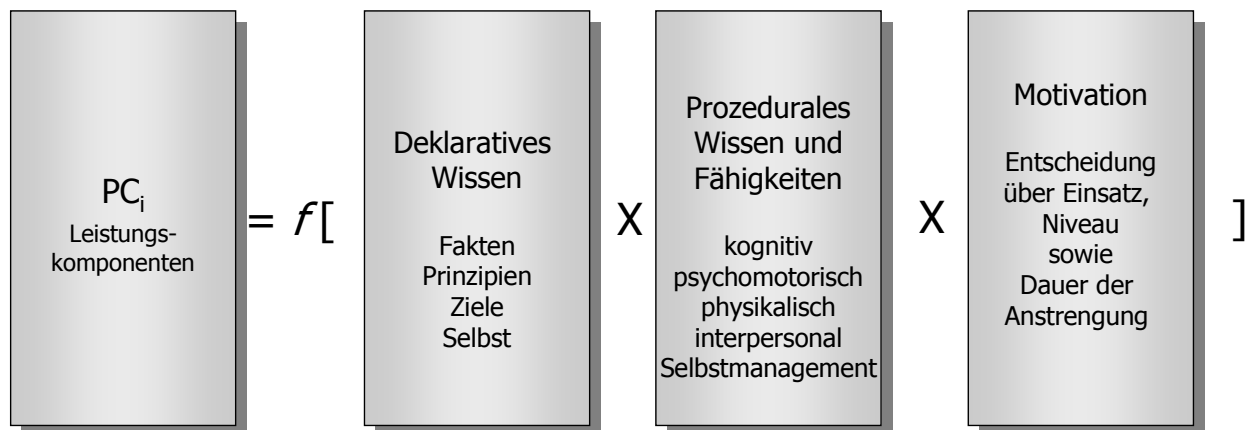 PCi
Leistungs-
komponenten
= f[
Deklaratives
Wissen
Fakten
Prinzipien
Ziele
Selbst
X
Prozedurales
Wissen und
Fähigkeiten
kognitiv
psychomotorisch
physikalisch
interpersonal
Selbstmanagement
X
Motivation
Entscheidung
über Einsatz,
Niveau
sowie
Dauer der
Anstrengung
]